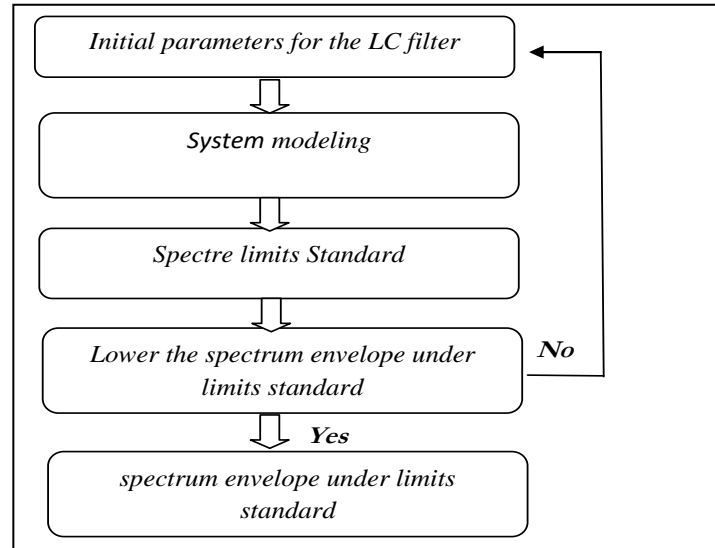 Initial parameters for the LC filter
System modeling
Spectre limits Standard
Lower the spectrum envelope under
limits standard
No
Yes
spectrum envelope under limits
standard